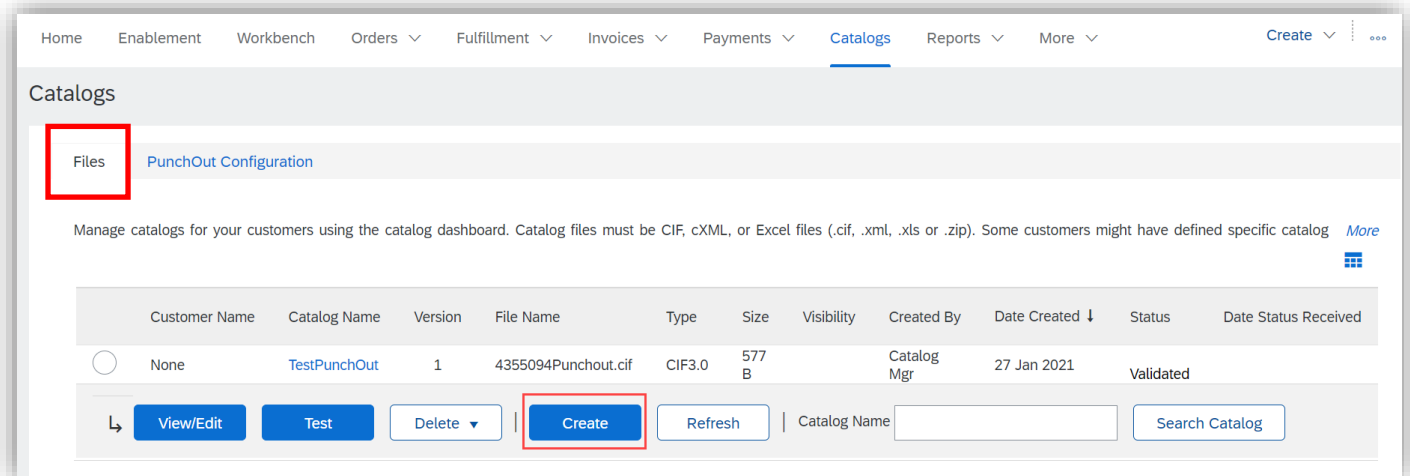 Home Enablement Workbench Orders Fulfillment Invoices Payments Catalogs Reports More Create
Catalogs
Files PunchOut Configuration
Manage catalogs for your customers using the catalog dashboard. Catalog files must be CIF, cXML, or Excel files (.cif, .xml, .xls or .zip). Some customers might have defined specific catalog More
Customer Name Catalog Name Version File Name Type Size Visibility Created By Date Created ↓ Status Date Status Received
None TestPunchOut 1 4355094Punchout.cif CIF3.0 577 B Catalog Mgr 27 Jan 2021 Validated
View/Edit Test Delete ▼ | Create Refresh | Catalog Name Search Catalog